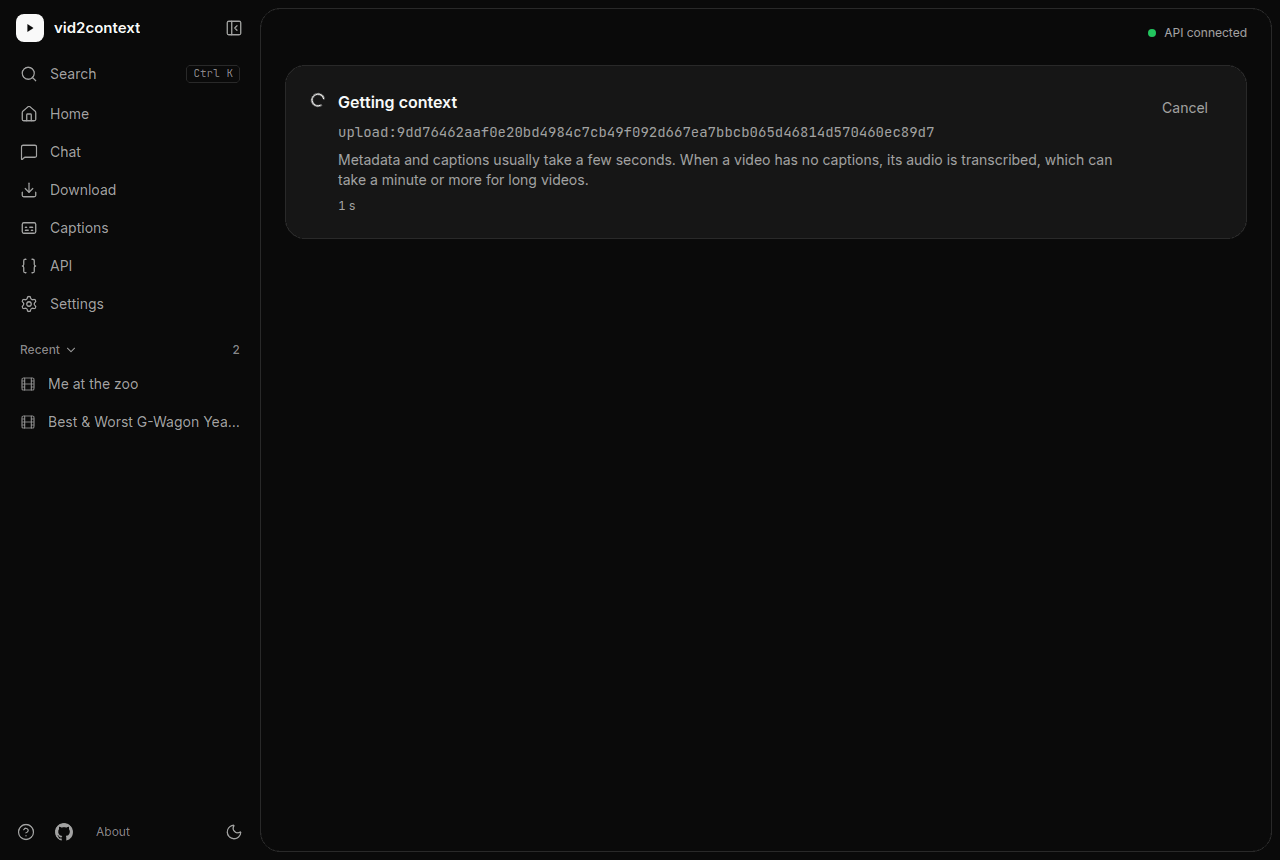 vid2context
Search
Ctrl K
Home
Chat
Download
Captions
API
Settings
Recent
2
Me at the zoo
Best & Worst G-Wagon Yea...
About
API connected
Getting context
Cancel
upload:9dd76462aaf0e20bd4984c7cb49f092d667ea7bbcb065d46814d570460ec89d7
Metadata and captions usually take a few seconds. When a video has no captions, its audio is transcribed, which can
take a minute or more for long videos.
1 s